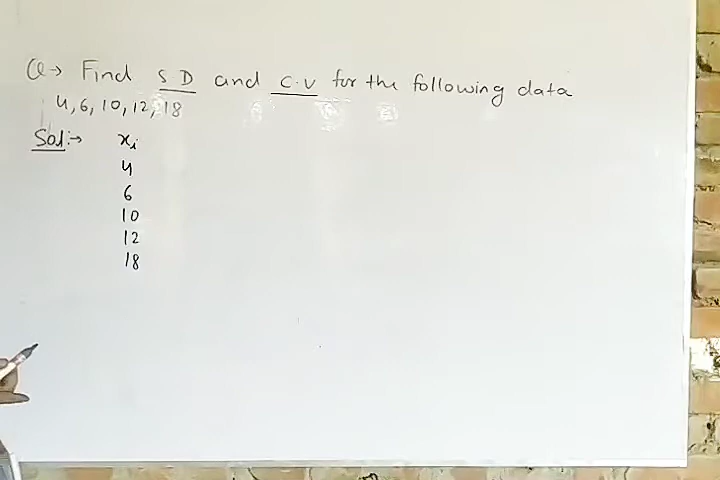 Q→ Find S D and C.V for the following data
4, 6, 10, 12, 18
Sol:→ xi
4
6
10
12
18